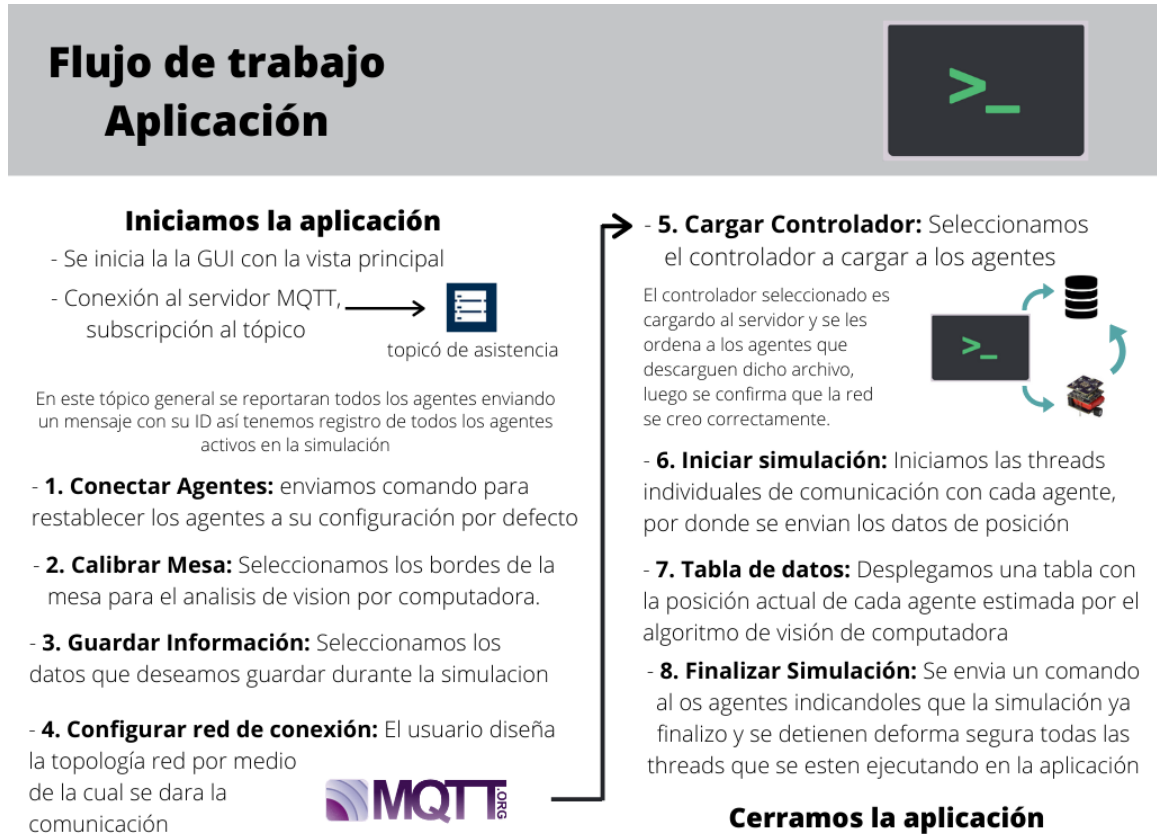 Flujo de trabajo
Aplicación
>_
Iniciamos la aplicación
- Se inicia la la GUI con la vista principal
- Conexión al servidor MQTT,
subscripción al tópico
topicó de asistencia
En este tópico general se reportaran todos los agentes enviando
un mensaje con su ID así tenemos registro de todos los agentes
activos en la simulación
- 1. Conectar Agentes: enviamos comando para
restablecer los agentes a su configuración por defecto
- 2. Calibrar Mesa: Seleccionamos los bordes de la
mesa para el analisis de vision por computadora.
- 3. Guardar Información: Seleccionamos los
datos que deseamos guardar durante la simulacion
- 4. Configurar red de conexión: El usuario diseña
la topología red por medio
de la cual se dara la
comunicación
MQTT.ORG
- 5. Cargar Controlador: Seleccionamos
el controlador a cargar a los agentes
El controlador seleccionado es
cargardo al servidor y se les
ordena a los agentes que
descarguen dicho archivo,
luego se confirma que la red
se creo correctamente.
>_
- 6. Iniciar simulación: Iniciamos las threads
individuales de comunicación con cada agente,
por donde se envian los datos de posición
- 7. Tabla de datos: Desplegamos una tabla con
la posición actual de cada agente estimada por el
algoritmo de visión de computadora
- 8. Finalizar Simulación: Se envia un comando
al os agentes indicandoles que la simulación ya
finalizo y se detienen deforma segura todas las
threads que se esten ejecutando en la aplicación
Cerramos la aplicación